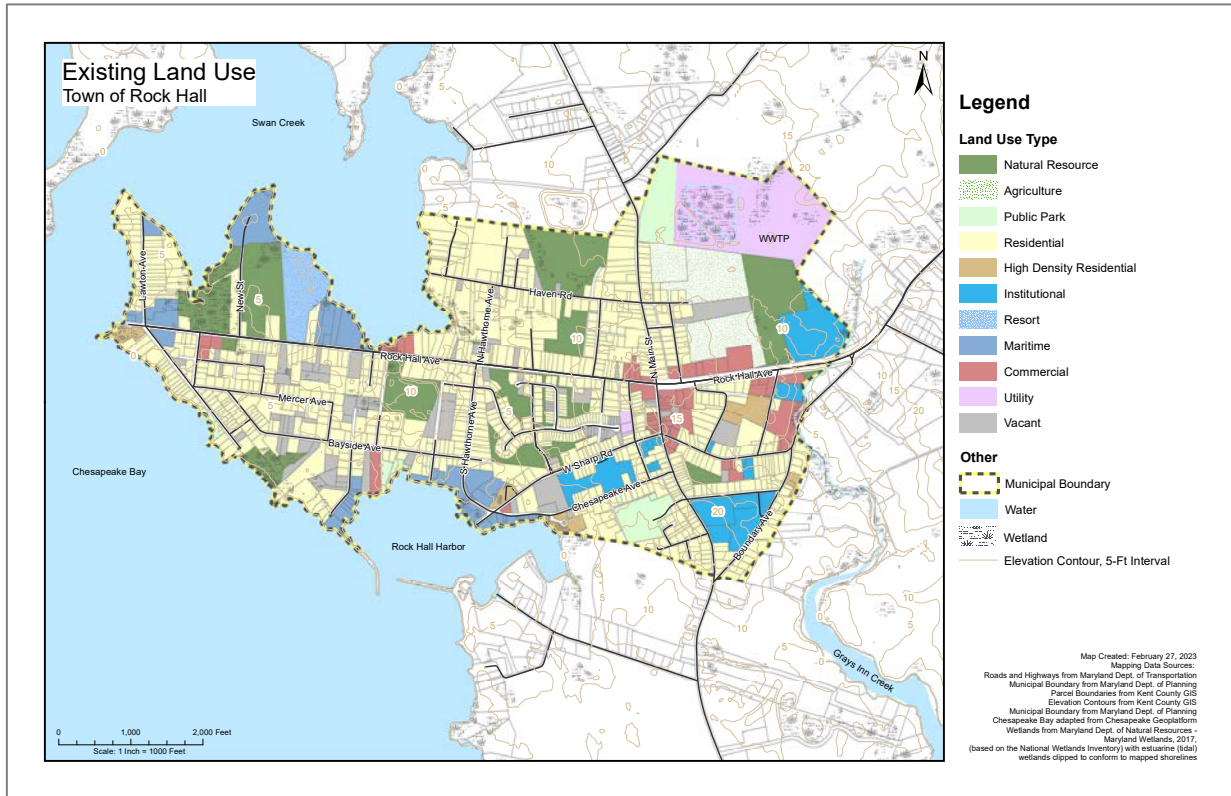 Existing Land Use
Town of Rock Hall
Swan Creek
N
WWTP
Lawton Ave
New St
Haven Rd
N Hawthorne Ave
N Main St
Rock Hall Ave
Rock Hall Ave
Mercer Ave
Bayside Ave
S Hawthorne Ave
W Sharp Rd
Chesapeake Ave
Boundary Ave
Chesapeake Bay
Rock Hall Harbor
Grays Inn Creek
0 1,000 2,000 Feet
Scale: 1 Inch = 1000 Feet
Legend
Land Use Type
Natural Resource
Agriculture
Public Park
Residential
High Density Residential
Institutional
Resort
Maritime
Commercial
Utility
Vacant
Other
Municipal Boundary
Water
Wetland
Elevation Contour, 5-Ft Interval
Map Created: February 27, 2023
Mapping Data Sources:
Roads and Highways from Maryland Dept. of Transportation
Municipal Boundary from Maryland Dept. of Planning
Parcel Boundaries from Kent County GIS
Elevation Contours from Kent County GIS
Municipal Boundary from Maryland Dept. of Planning
Chesapeake Bay adapted from Chesapeake Geoplatform
Wetlands from Maryland Dept. of Natural Resources -
Maryland Wetlands, 2017,
(based on the National Wetlands Inventory) with estuarine (tidal)
wetlands clipped to conform to mapped shorelines